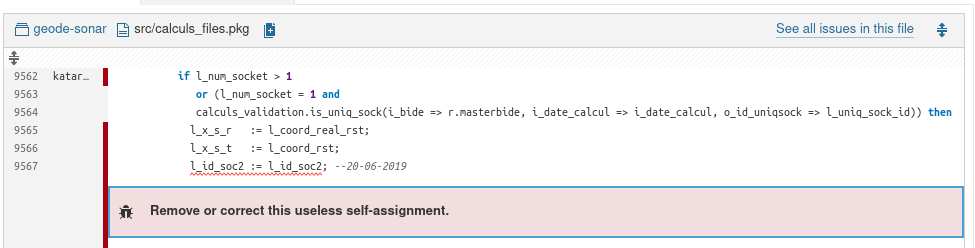 geode-sonar src/calculs_files.pkg See all issues in this file
9562 katar… if l_num_socket > 1
9563 or (l_num_socket = 1 and
9564 calculs_validation.is_uniq_sock(i_bide => r.masterbide, i_date_calcul => i_date_calcul, o_id_uniqsock => l_uniq_sock_id)) then
9565 l_x_s_r := l_coord_real_rst;
9566 l_x_s_t := l_coord_rst;
9567 l_id_soc2 := l_id_soc2; --20-06-2019
Remove or correct this useless self-assignment.